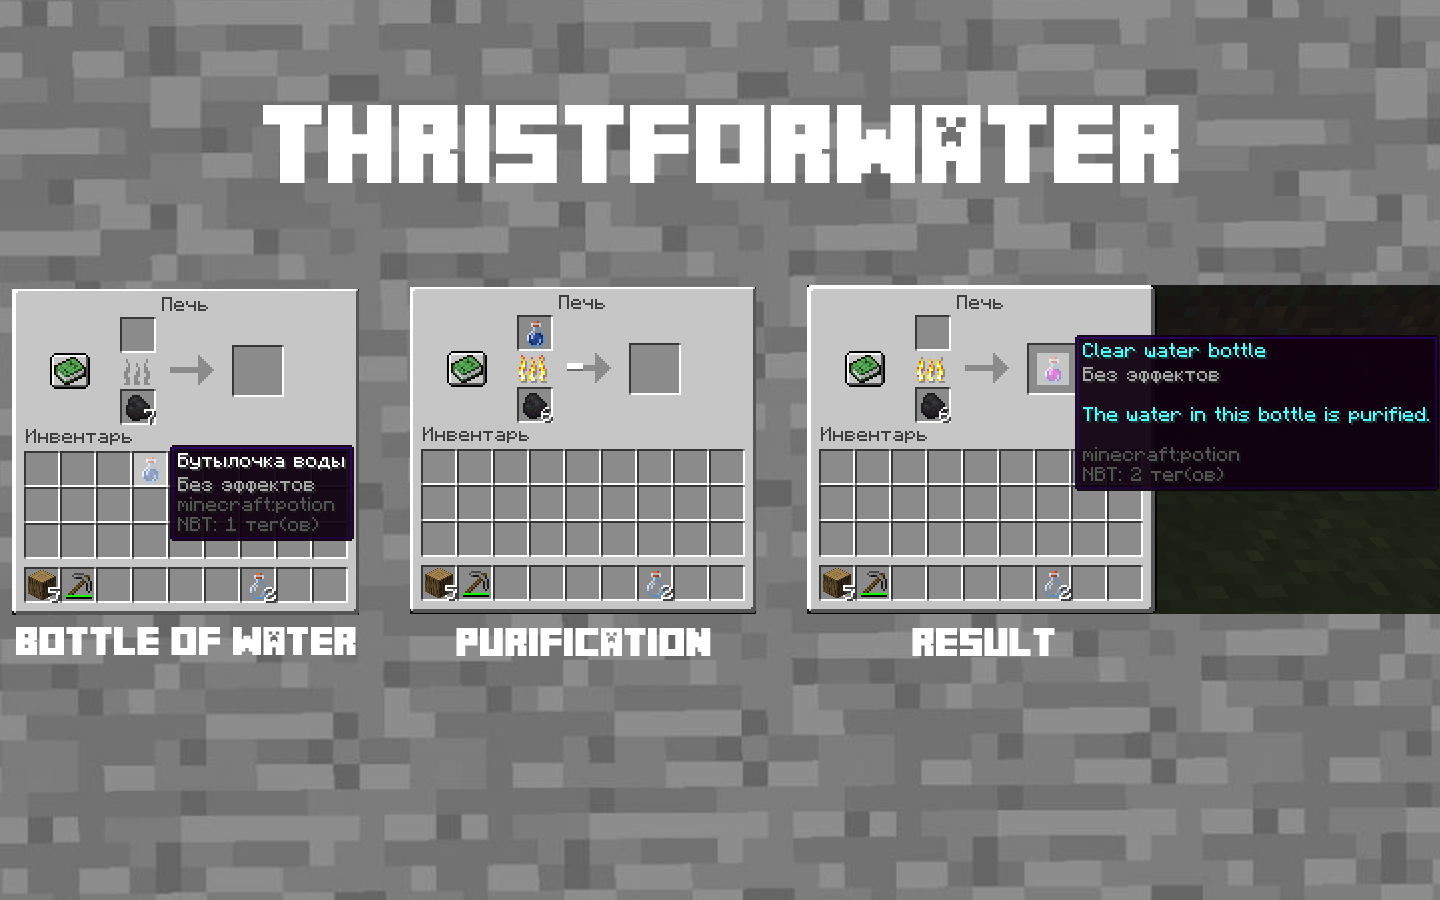 THRISTFORWATER
Печь
7
Инвентарь
Бутылочка воды
Без эффектов
minecraft:potion
NBT: 1 тег(ов)
5
2
BOTTLE OF WATER
Печь
6
Инвентарь
5
2
PURIFICATION
Печь
6
Clear water bottle
Без эффектов
The water in this bottle is purified.
minecraft:potion
NBT: 2 тег(ов)
Инвентарь
5
2
RESULT